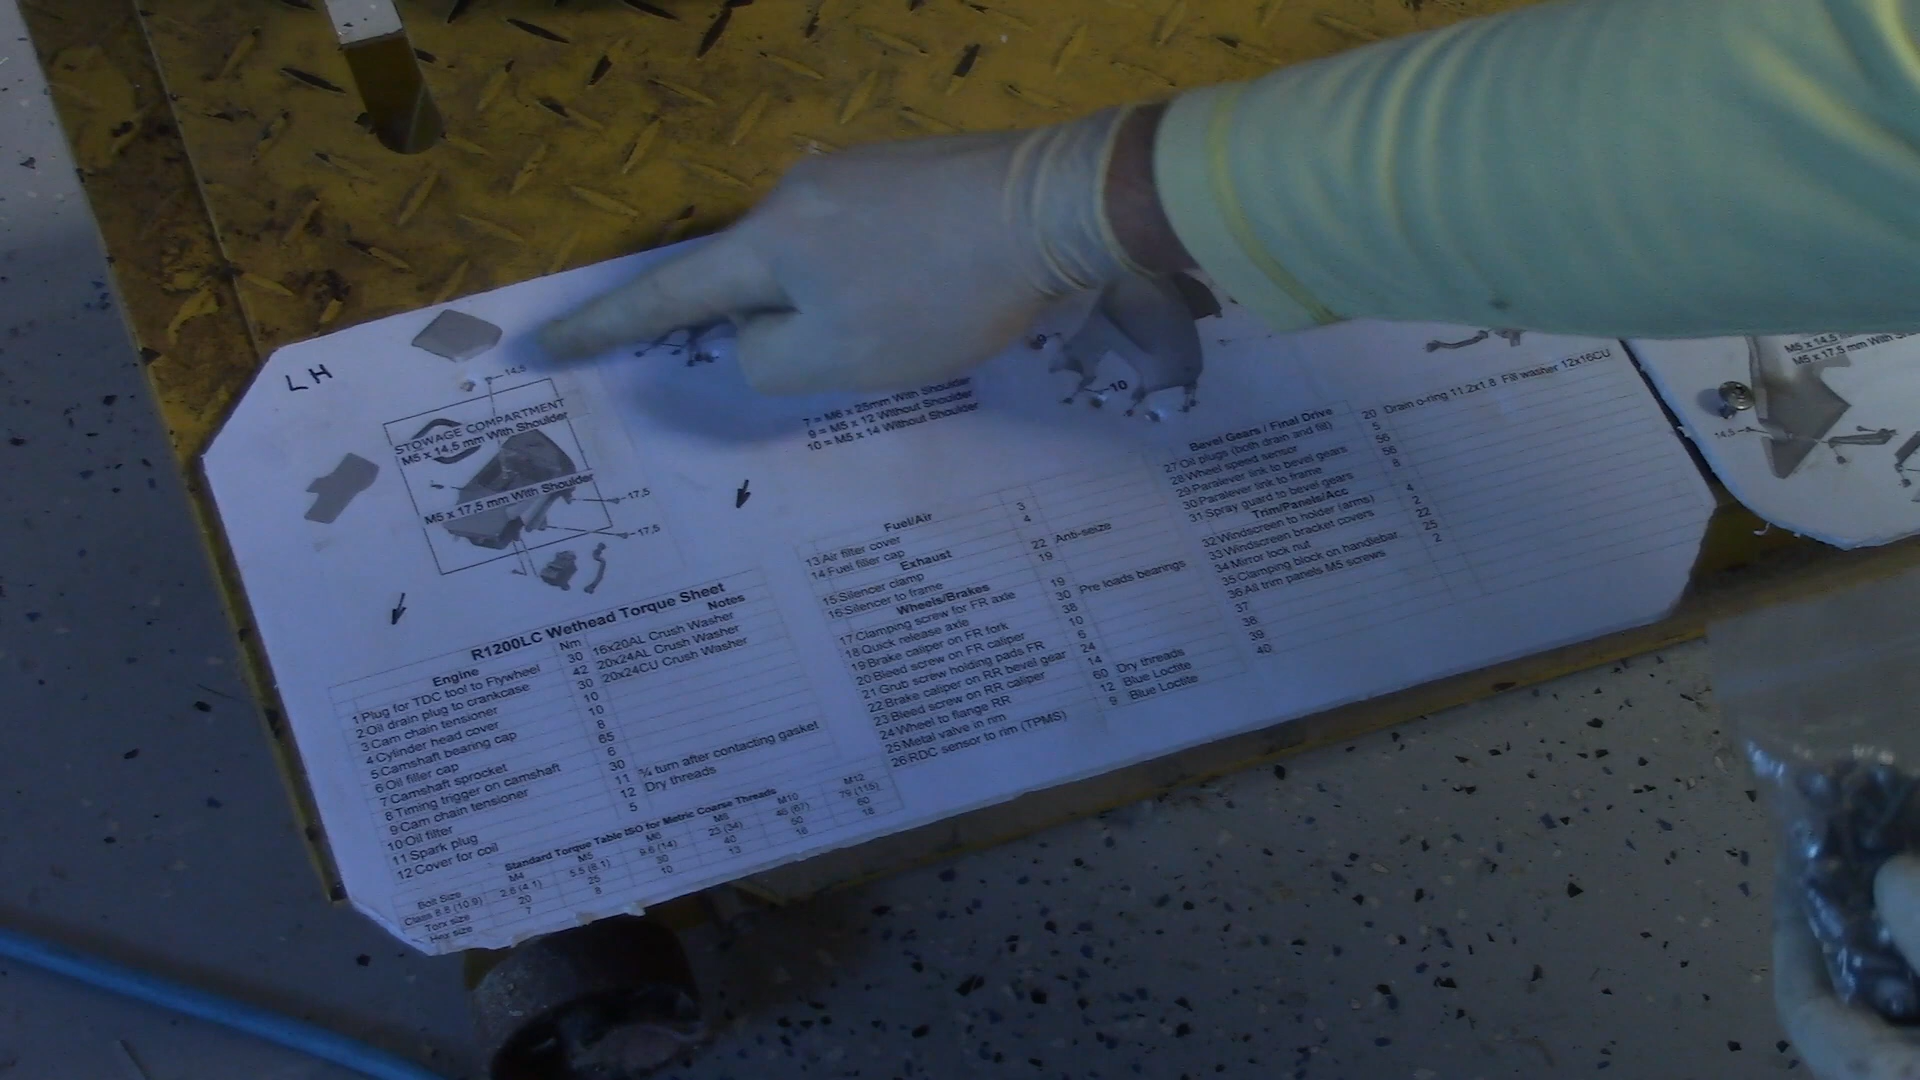 LH
14,5
STOWAGE COMPARTMENT
M5 x 14,5 mm With Shoulder
M5 x 17,5 mm With Shoulder
17,5
17,5
7 = M6 x 25mm With Shoulder
9 = M5 x 12 Without Shoulder
10 = M5 x 14 Without Shoulder
10
M5 x 14,5
M5 x 17,5 mm With
14,5
R1200LC Wethead Torque Sheet
Engine Nm Notes
1 Plug for TDC tool to Flywheel 30 16x20AL Crush Washer
2 Oil drain plug to crankcase 42 20x24AL Crush Washer
3 Cam chain tensioner 30 20x24CU Crush Washer
4 Cylinder head cover 10
5 Camshaft bearing cap 10
6 Oil filler cap 8
7 Camshaft sprocket 65
8 Timing trigger on camshaft 6
9 Cam chain tensioner 30
10 Oil filter 11 ¾ turn after contacting gasket
11 Spark plug 12 Dry threads
12 Cover for coil 5
Standard Torque Table ISO for Metric Coarse Threads
Bolt Size M4 M5 M6 M8 M10 M12
Class 8.8 (10.9) 2.8 (4.1) 5.5 (8.1) 9.6 (14) 23 (34) 46 (67) 79 (115)
Torx size 20 25 30 40 50 60
Hex size 7 8 10 13 16 18
Fuel/Air
13 Air filter cover 3
14 Fuel filler cap 4
Exhaust
15 Silencer clamp 22 Anti-seize
16 Silencer to frame 19
Wheels/Brakes
17 Clamping screw for FR axle 19
18 Quick release axle 30 Pre loads bearings
19 Brake caliper on FR fork 38
20 Bleed screw on FR caliper 10
21 Grub screw holding pads FR 6
22 Brake caliper on RR bevel gear 24
23 Bleed screw on RR caliper 14
24 Wheel to flange RR 60 Dry threads
25 Metal valve in rim 12 Blue Loctite
26 RDC sensor to rim (TPMS) 9 Blue Loctite
Bevel Gears / Final Drive
27 Oil plugs (both drain and fill) 20 Drain o-ring 11.2x1.8 Fill washer 12x16CU
28 Wheel speed sensor 5
29 Paralever link to bevel gears 56
30 Paralever link to frame 56
31 Spray guard to bevel gears 8
Trim/Panels/Acc
32 Windscreen to holder (arms) 4
33 Windscreen bracket covers 2
34 Mirror lock nut 22
35 Clamping block on handlebar 25
36 All trim panels M5 screws 2
37
38
39
40